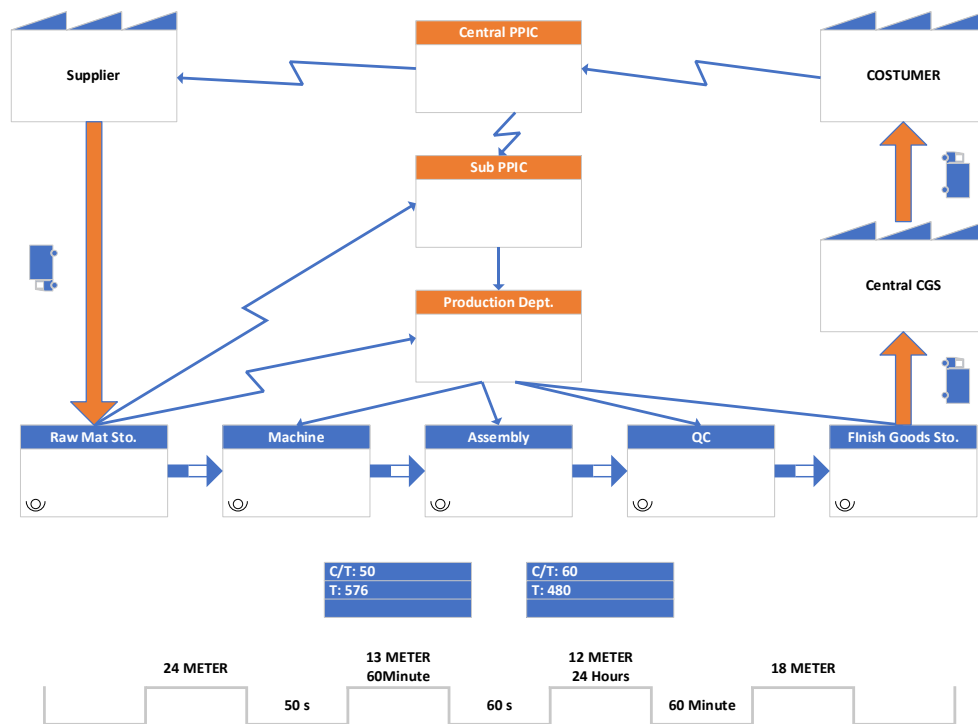 Central PPIC
Supplier
COSTUMER
Sub PPIC
Central CGS
Production Dept.
Raw Mat Sto.
Machine
Assembly
QC
FInish Goods Sto.
C/T: 50
T: 576
C/T: 60
T: 480
24 METER
13 METER
60Minute
12 METER
24 Hours
18 METER
50 s
60 s
60 Minute